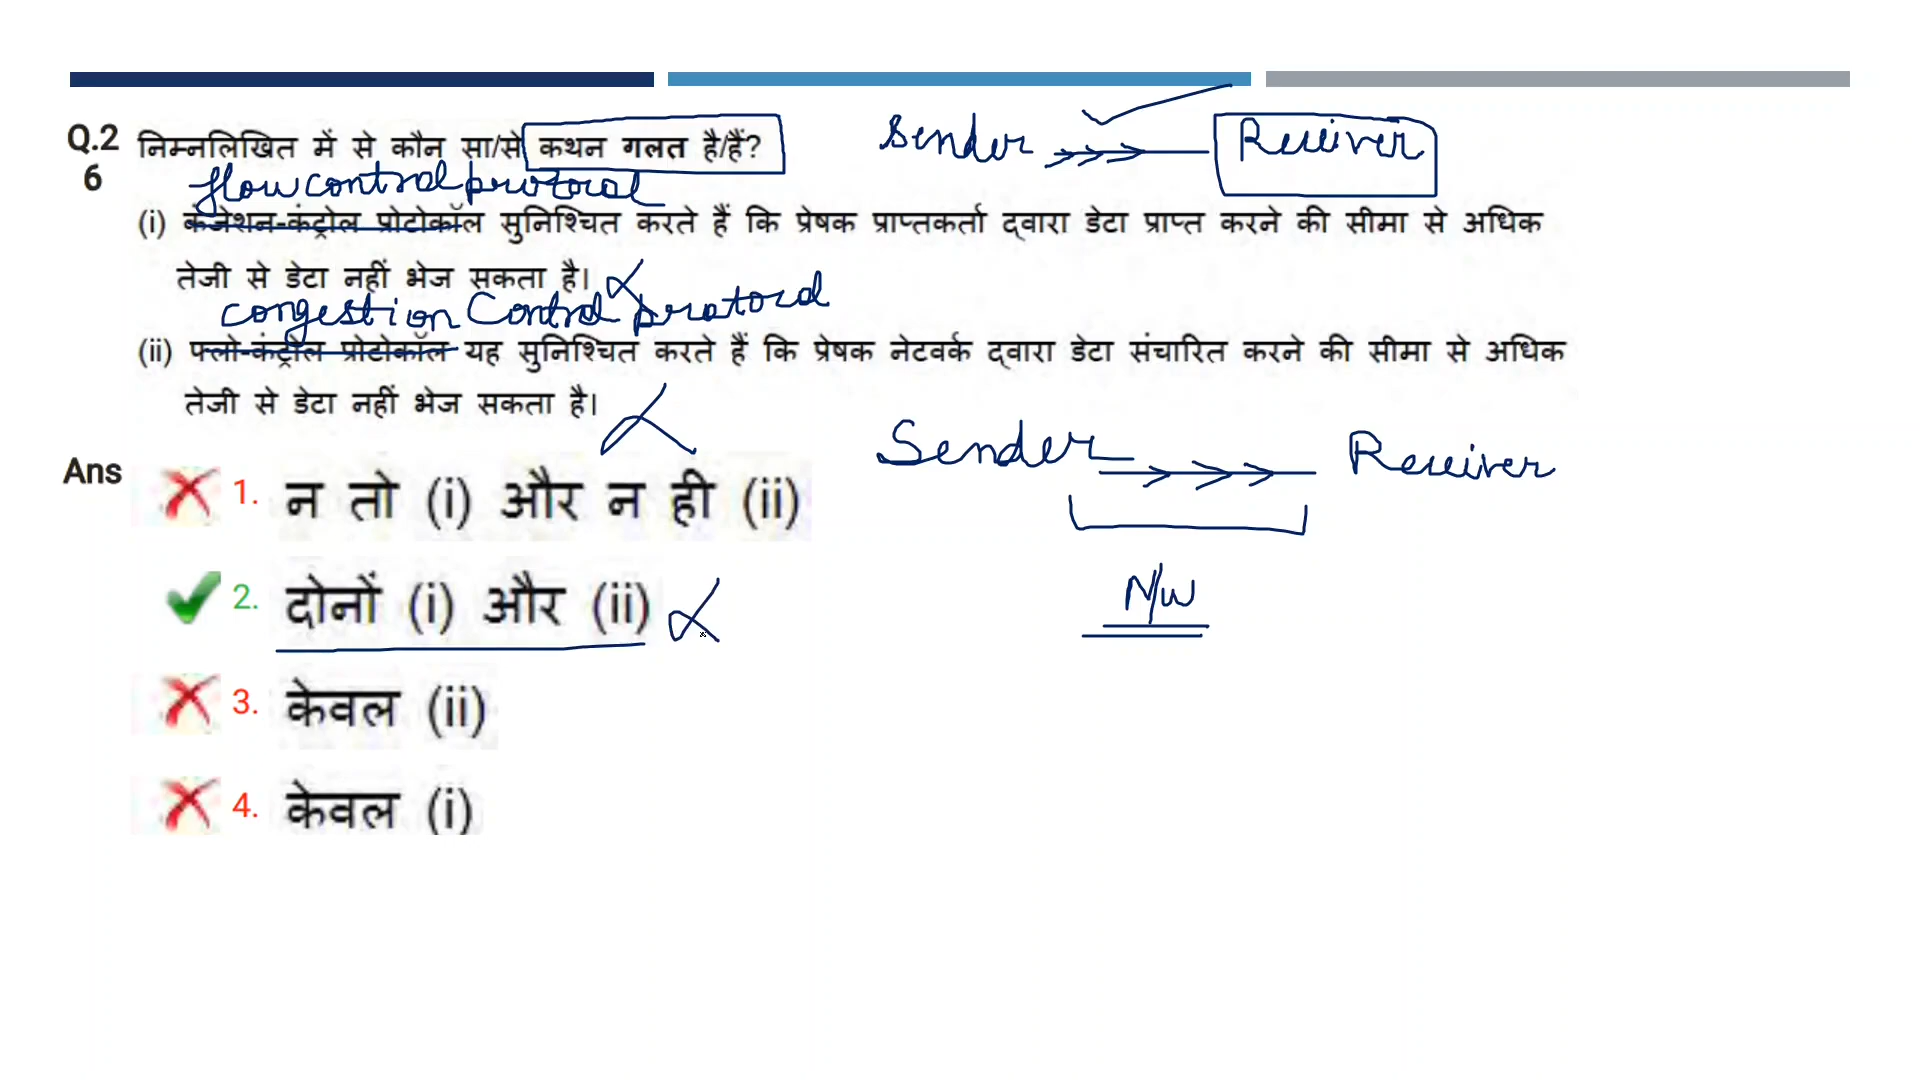 Q.2 निम्नलिखित में से कौन सा/से कथन गलत है/हैं?
6
Sender Receiver
flow control protocol
(i) कंजेशन-कंट्रोल प्रोटोकॉल सुनिश्चित करते हैं कि प्रेषक प्राप्तकर्ता द्वारा डेटा प्राप्त करने की सीमा से अधिक
तेजी से डेटा नहीं भेज सकता है।
congestion Control protocol
(ii) फ्लो-कंट्रोल प्रोटोकॉल यह सुनिश्चित करते हैं कि प्रेषक नेटवर्क द्वारा डेटा संचारित करने की सीमा से अधिक
तेजी से डेटा नहीं भेज सकता है।
Sender Receiver
N/W
Ans 1. न तो (i) और न ही (ii)
2. दोनों (i) और (ii)
3. केवल (ii)
4. केवल (i)